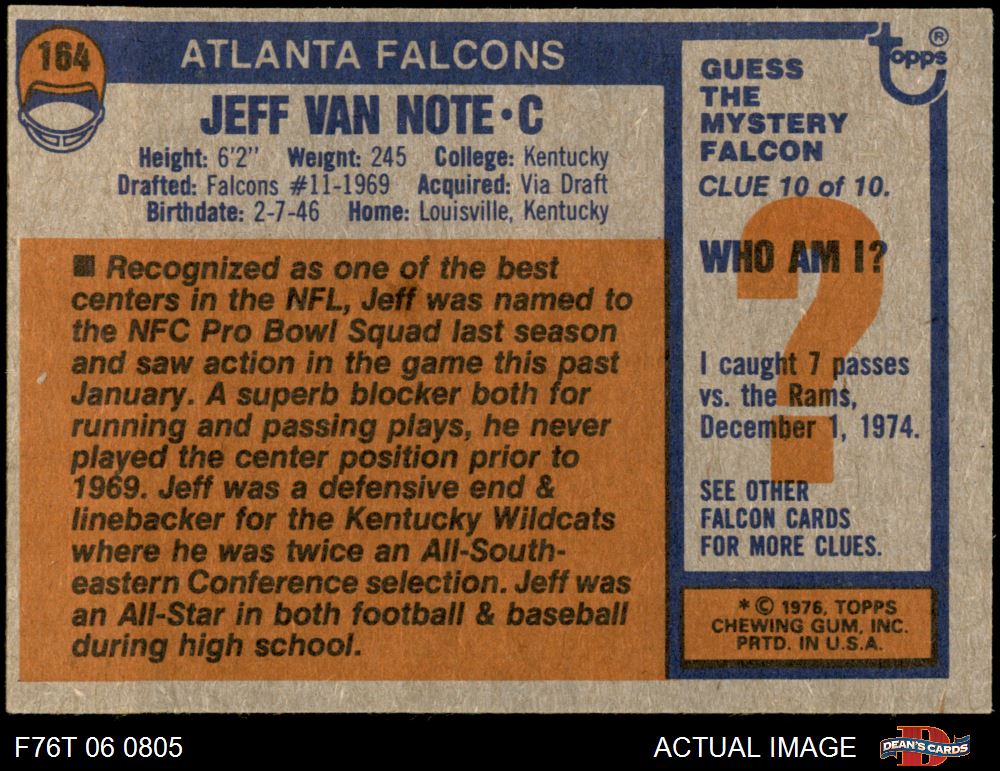 164
ATLANTA FALCONS
JEFF VAN NOTE • C
Height: 6'2" Weight: 245 College: Kentucky
Drafted: Falcons #11-1969 Acquired: Via Draft
Birthdate: 2-7-46 Home: Louisville, Kentucky
■ Recognized as one of the best
centers in the NFL, Jeff was named to
the NFC Pro Bowl Squad last season
and saw action in the game this past
January. A superb blocker both for
running and passing plays, he never
played the center position prior to
1969. Jeff was a defensive end &
linebacker for the Kentucky Wildcats
where he was twice an All-South-
eastern Conference selection. Jeff was
an All-Star in both football & baseball
during high school.
Topps ®
GUESS
THE
MYSTERY
FALCON
CLUE 10 of 10.
?
WHO AM I?
I caught 7 passes
vs. the Rams,
December 1, 1974.
SEE OTHER
FALCON CARDS
FOR MORE CLUES.
* © 1976, TOPPS
CHEWING GUM, INC.
PRTD. IN U.S.A.
F76T 06 0805
ACTUAL IMAGE
DEAN'S CARDS